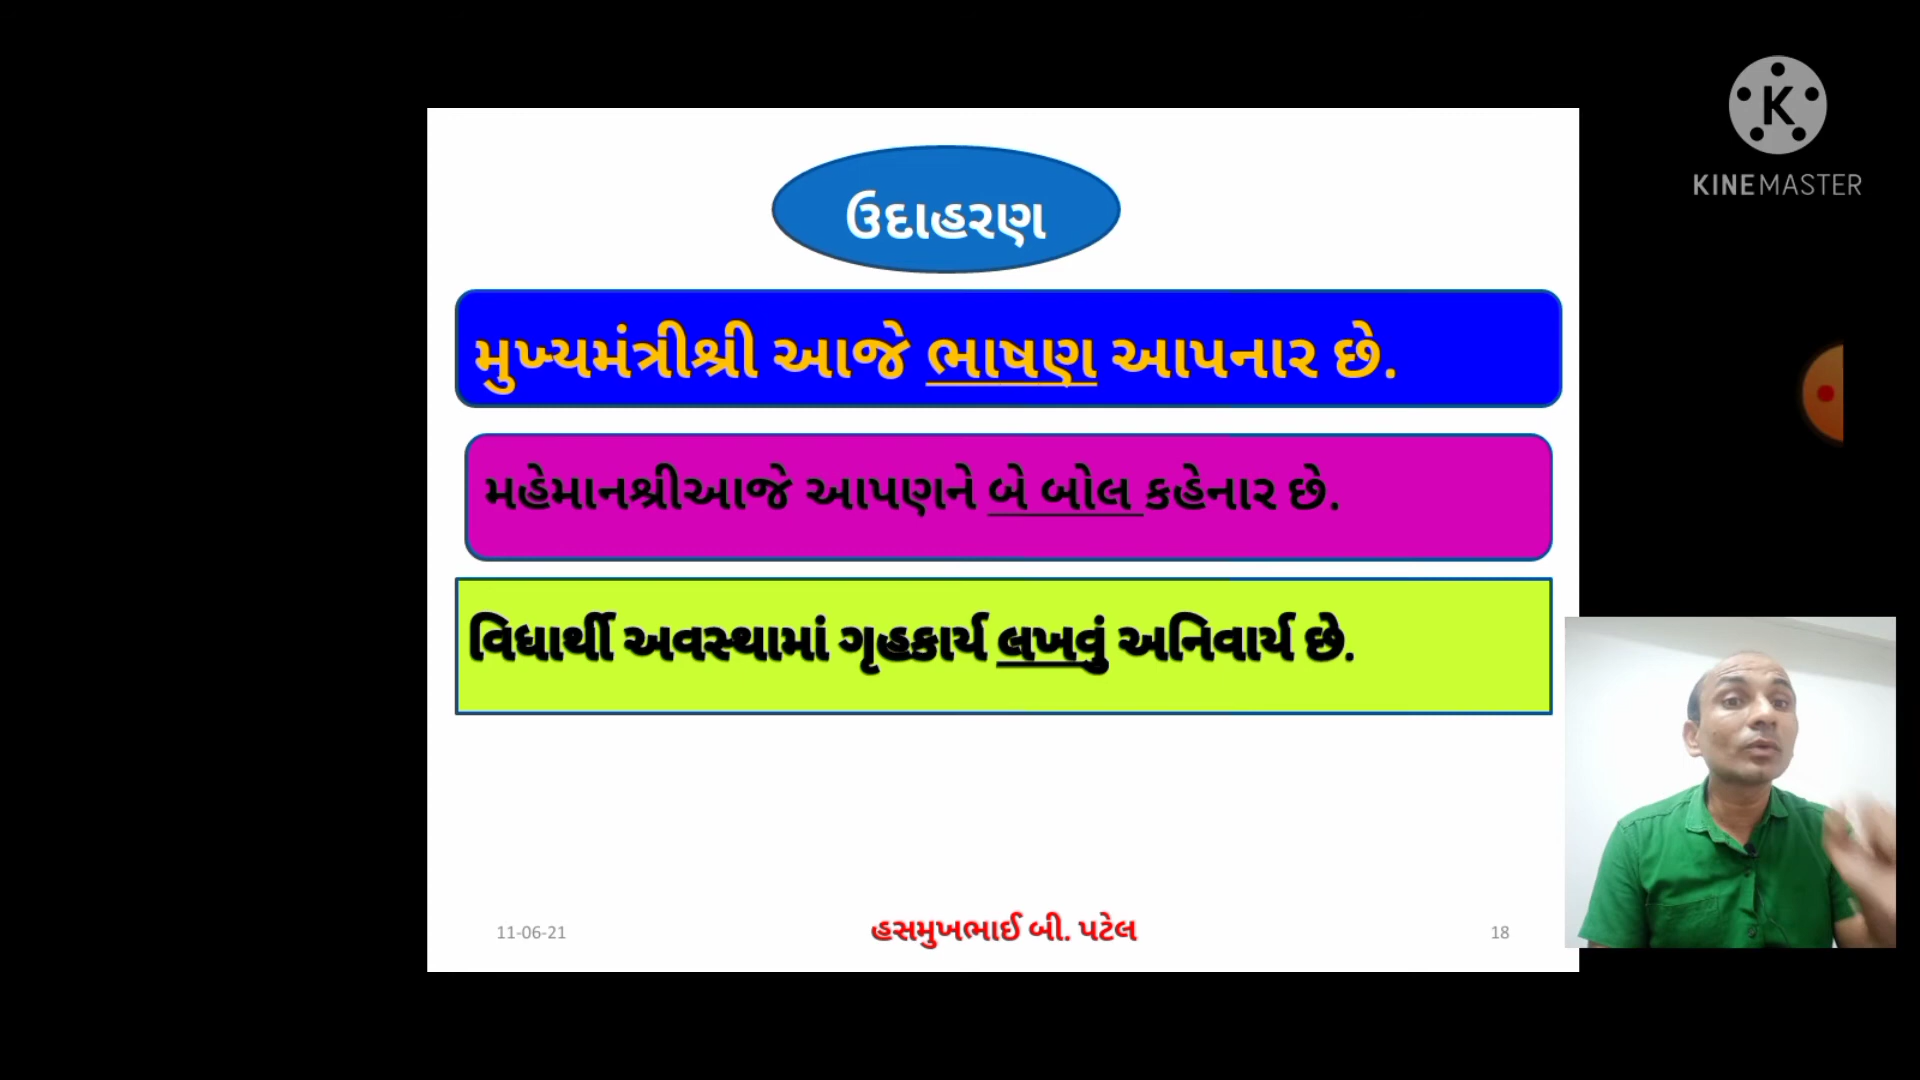 KINEMASTER
ઉદાહરણ
મુખ્યમંત્રીશ્રી આજે ભાષણ આપનાર છે.
મહેમાનશ્રીઆજે આપણને બે બોલ કહેનાર છે.
વિદ્યાર્થી અવસ્થામાં ગૃહકાર્ય લખવું અનિવાર્ય છે.
11-06-21
હસમુખભાઈ બી. પટેલ
18